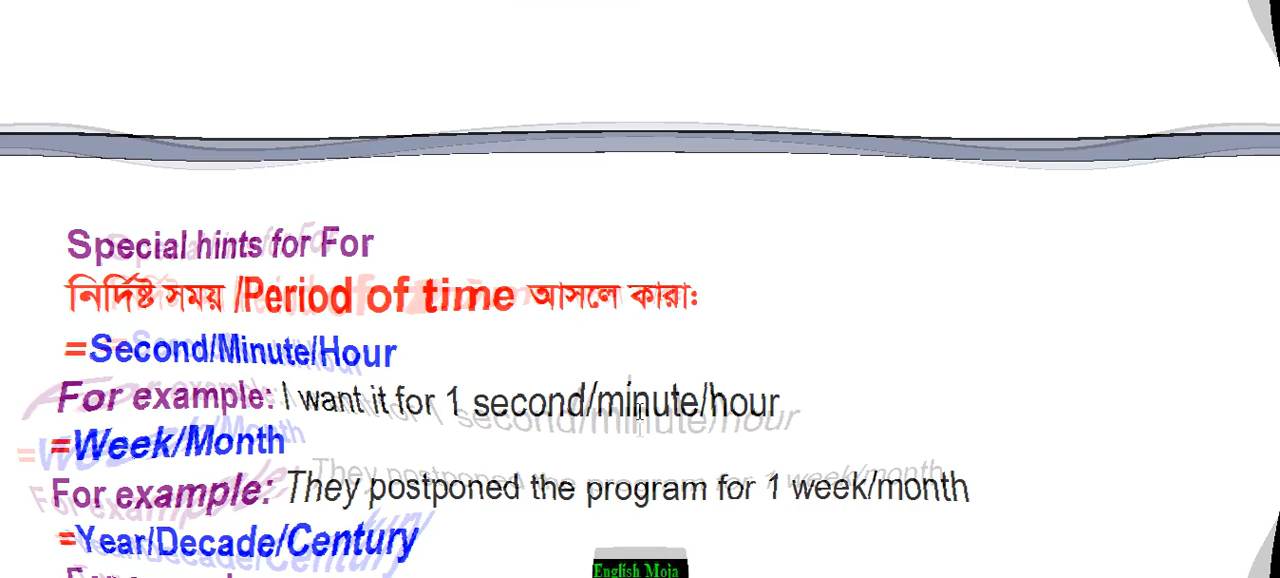 Special hints for For
নির্দিষ্ট সময় /Period of time আসলে কারা:
=Second/Minute/Hour
For example: I want it for 1 second/minute/hour
=Week/Month
For example: They postponed the program for 1 week/month
=Year/Decade/Century
English Moja